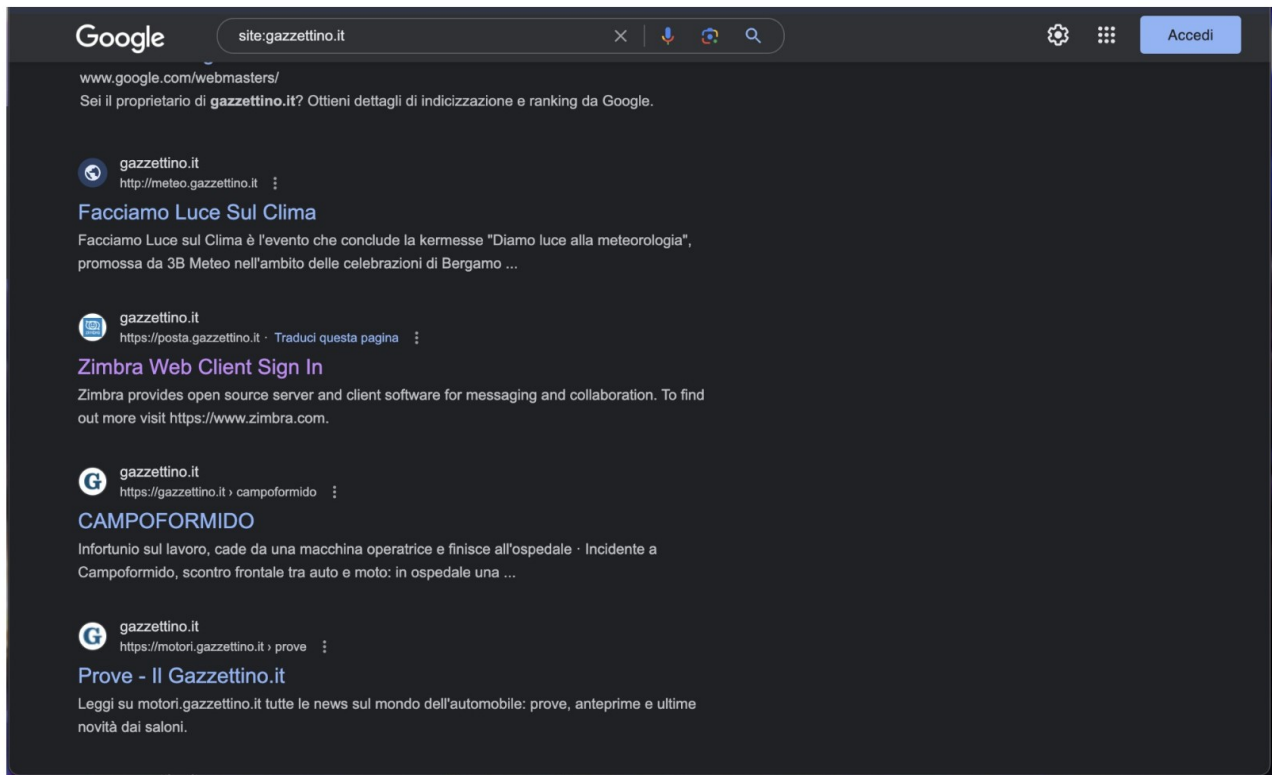 Google
site:gazzettino.it
Accedi
www.google.com/webmasters/
Sei il proprietario di gazzettino.it? Ottieni dettagli di indicizzazione e ranking da Google.
gazzettino.it
http://meteo.gazzettino.it
Facciamo Luce Sul Clima
Facciamo Luce sul Clima è l'evento che conclude la kermesse "Diamo luce alla meteorologia",
promossa da 3B Meteo nell'ambito delle celebrazioni di Bergamo ...
gazzettino.it
https://posta.gazzettino.it · Traduci questa pagina
Zimbra Web Client Sign In
Zimbra provides open source server and client software for messaging and collaboration. To find
out more visit https://www.zimbra.com.
G
gazzettino.it
https://gazzettino.it › campoformido
CAMPOFORMIDO
Infortunio sul lavoro, cade da una macchina operatrice e finisce all'ospedale · Incidente a
Campoformido, scontro frontale tra auto e moto: in ospedale una ...
G
gazzettino.it
https://motori.gazzettino.it › prove
Prove - Il Gazzettino.it
Leggi su motori.gazzettino.it tutte le news sul mondo dell'automobile: prove, anteprime e ultime
novità dai saloni.